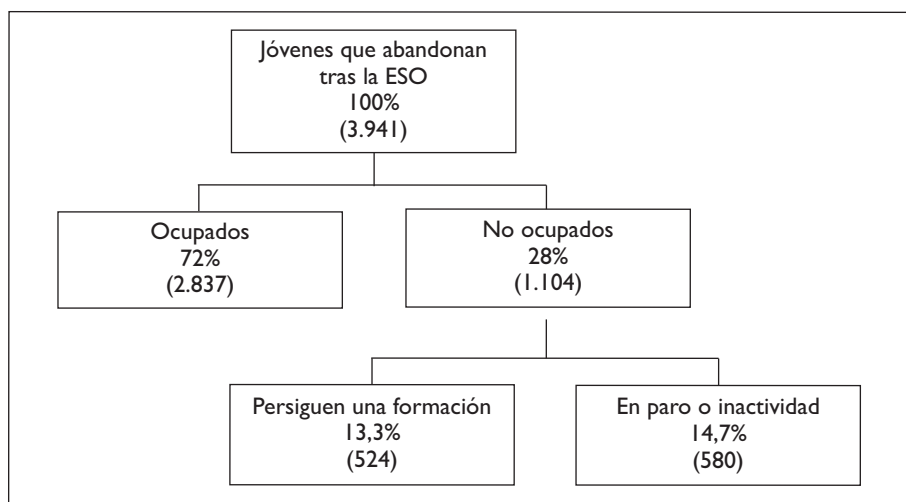 Jóvenes que abandonan
tras la ESO
100%
(3.941)
Ocupados
72%
(2.837)
No ocupados
28%
(1.104)
Persiguen una formación
13,3%
(524)
En paro o inactividad
14,7%
(580)